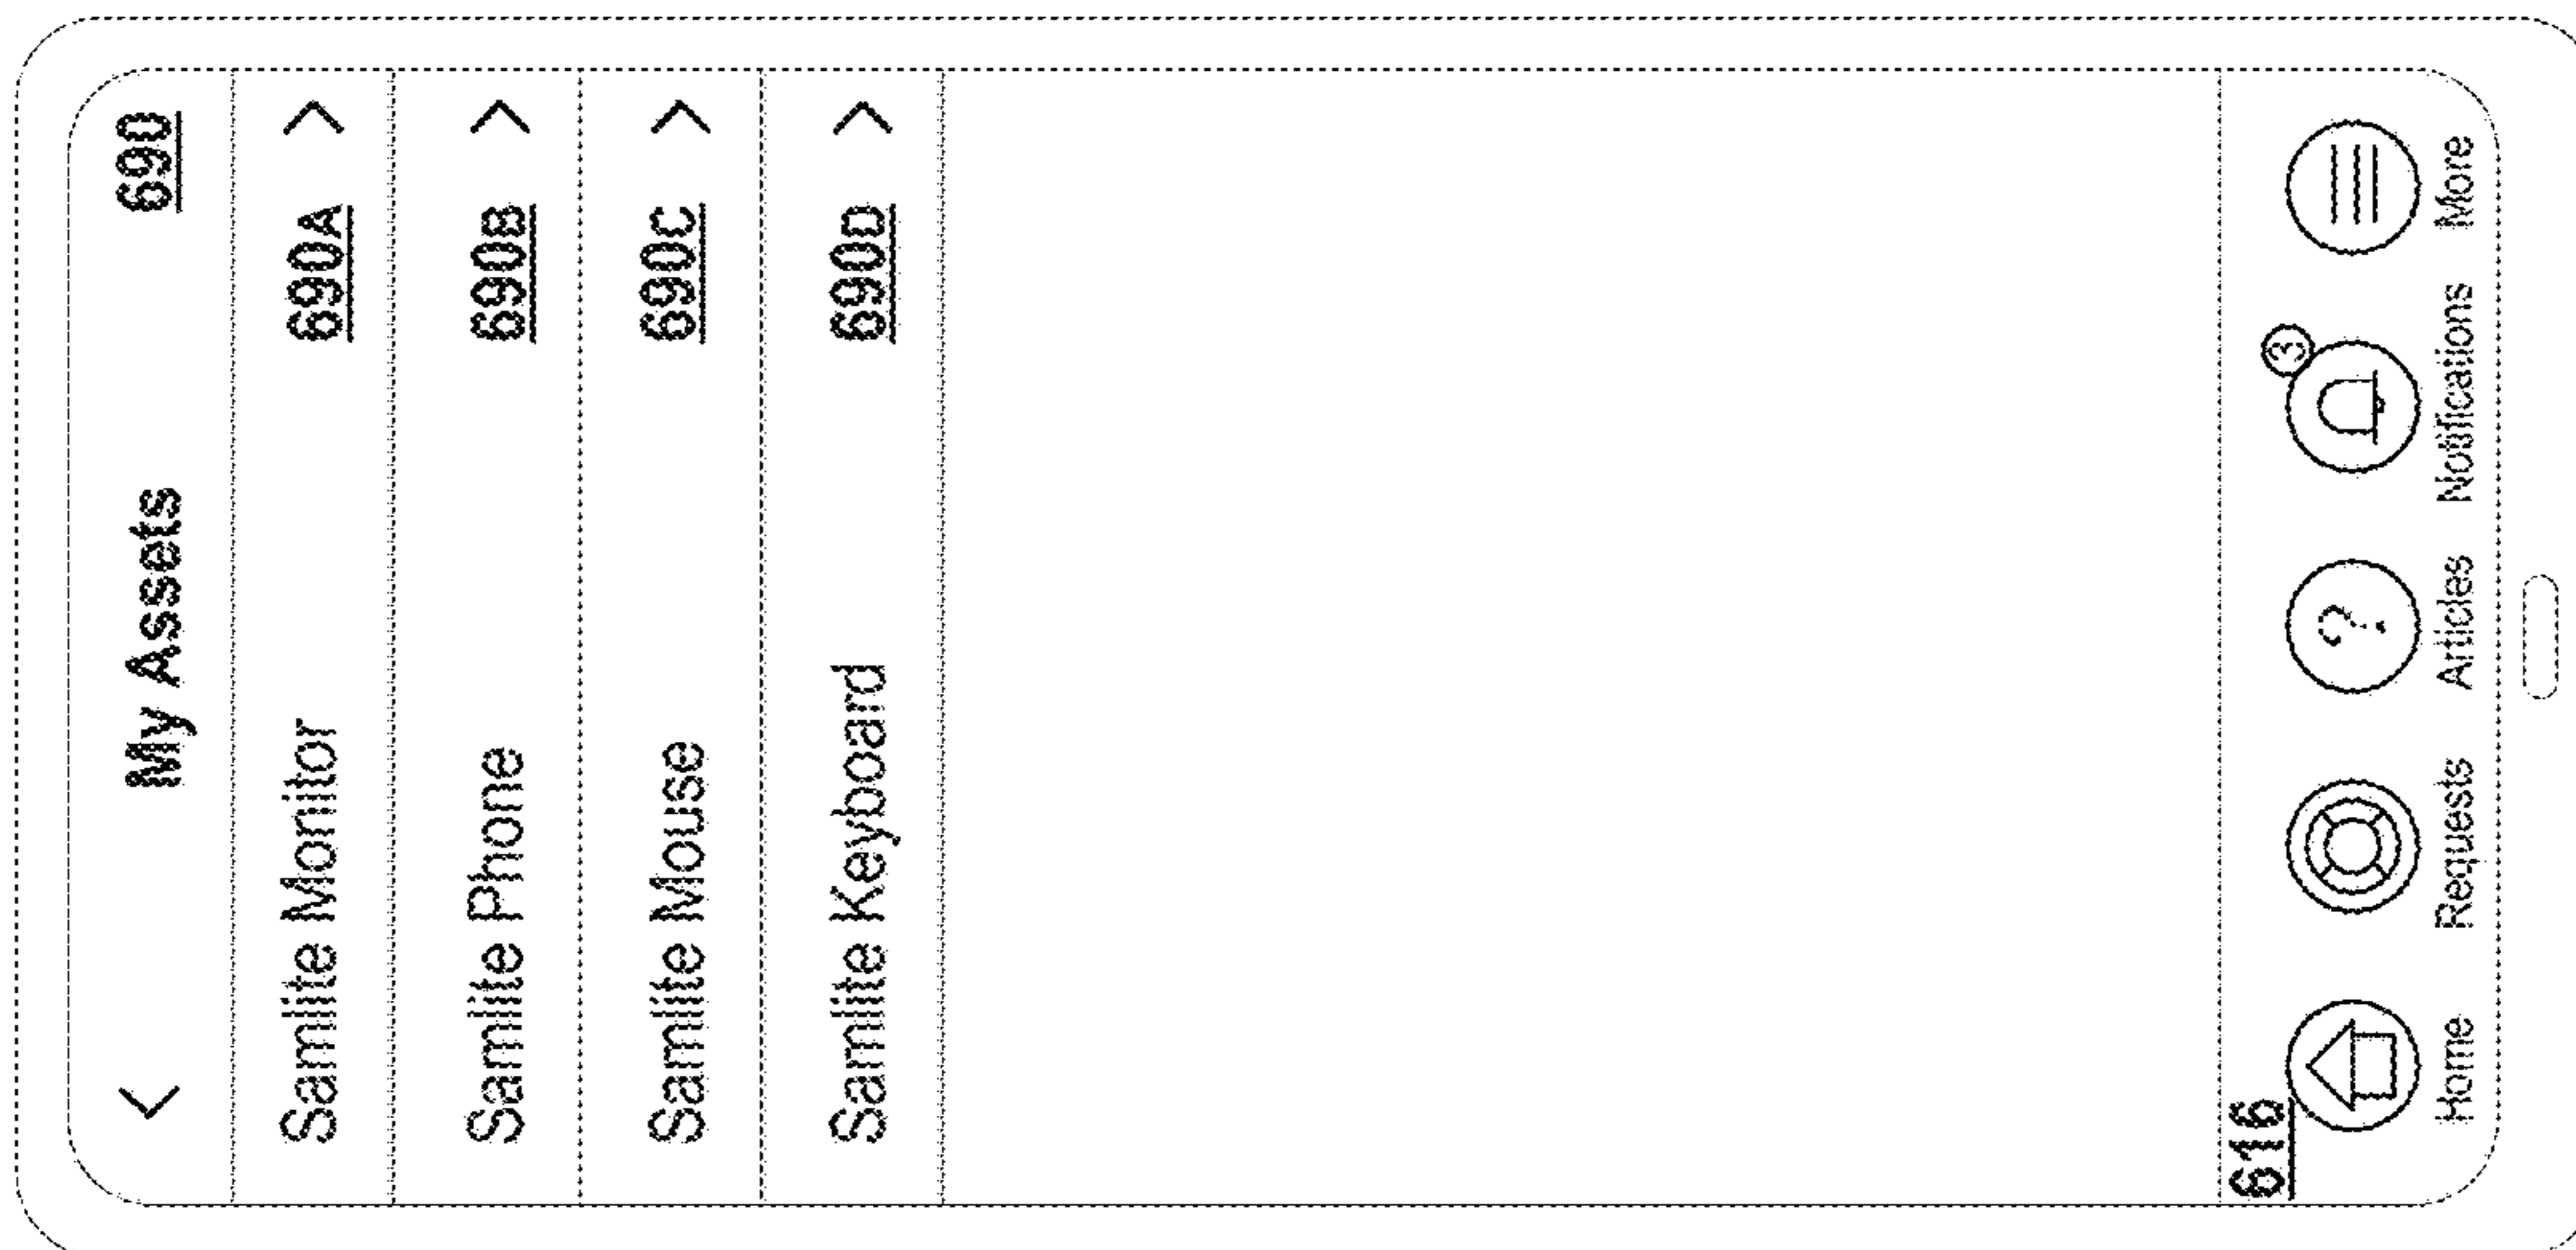 < My Assets 690
Samlite Monitor 690A >
Samlite Phone 690B >
Samlite Mouse 690C >
Samlite Keyboard 690D >
616
3
?
Home Requests Articles Notifications More